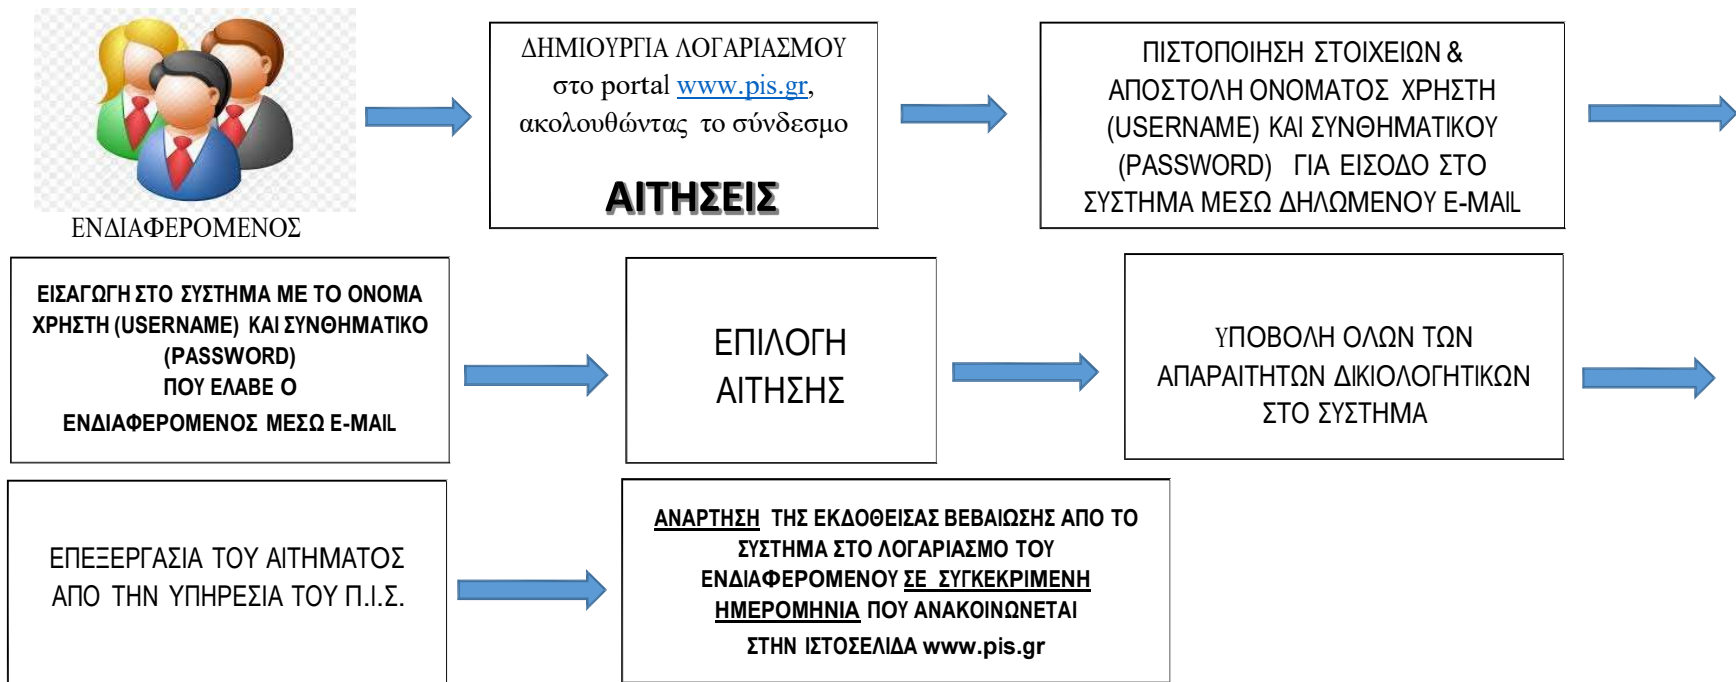 ΕΝΔΙΑΦΕΡΟΜΕΝΟΣ
ΔΗΜΙΟΥΡΓΙΑ ΛΟΓΑΡΙΑΣΜΟΥ
στο portal www.pis.gr,
ακολουθώντας το σύνδεσμο
ΑΙΤΗΣΕΙΣ
ΠΙΣΤΟΠΟΙΗΣΗ ΣΤΟΙΧΕΙΩΝ &
ΑΠΟΣΤΟΛΗ ΟΝΟΜΑΤΟΣ ΧΡΗΣΤΗ
(USERNAME) ΚΑΙ ΣΥΝΘΗΜΑΤΙΚΟΥ
(PASSWORD) ΓΙΑ ΕΙΣΟΔΟ ΣΤΟ
ΣΥΣΤΗΜΑ ΜΕΣΩ ΔΗΛΩΜΕΝΟΥ E-MAIL
ΕΙΣΑΓΩΓΗ ΣΤΟ ΣΥΣΤΗΜΑ ΜΕ ΤΟ ΟΝΟΜΑ
ΧΡΗΣΤΗ (USERNAME) ΚΑΙ ΣΥΝΘΗΜΑΤΙΚΟ
(PASSWORD)
ΠΟΥ ΕΛΑΒΕ Ο
ΕΝΔΙΑΦΕΡΟΜΕΝΟΣ ΜΕΣΩ E-MAIL
ΕΠΙΛΟΓΗ
ΑΙΤΗΣΗΣ
ΥΠΟΒΟΛΗ ΟΛΩΝ ΤΩΝ
ΑΠΑΡΑΙΤΗΤΩΝ ΔΙΚΙΟΛΟΓΗΤΙΚΩΝ
ΣΤΟ ΣΥΣΤΗΜΑ
ΕΠΕΞΕΡΓΑΣΙΑ ΤΟΥ ΑΙΤΗΜΑΤΟΣ
ΑΠΟ ΤΗΝ ΥΠΗΡΕΣΙΑ ΤΟΥ Π.Ι.Σ.
ΑΝΑΡΤΗΣΗ ΤΗΣ ΕΚΔΟΘΕΙΣΑΣ ΒΕΒΑΙΩΣΗΣ ΑΠΟ ΤΟ
ΣΥΣΤΗΜΑ ΣΤΟ ΛΟΓΑΡΙΑΣΜΟ ΤΟΥ
ΕΝΔΙΑΦΕΡΟΜΕΝΟΥ ΣΕ ΣΥΓΚΕΚΡΙΜΕΝΗ
ΗΜΕΡΟΜΗΝΙΑ ΠΟΥ ΑΝΑΚΟΙΝΩΝΕΤΑΙ
ΣΤΗΝ ΙΣΤΟΣΕΛΙΔΑ www.pis.gr